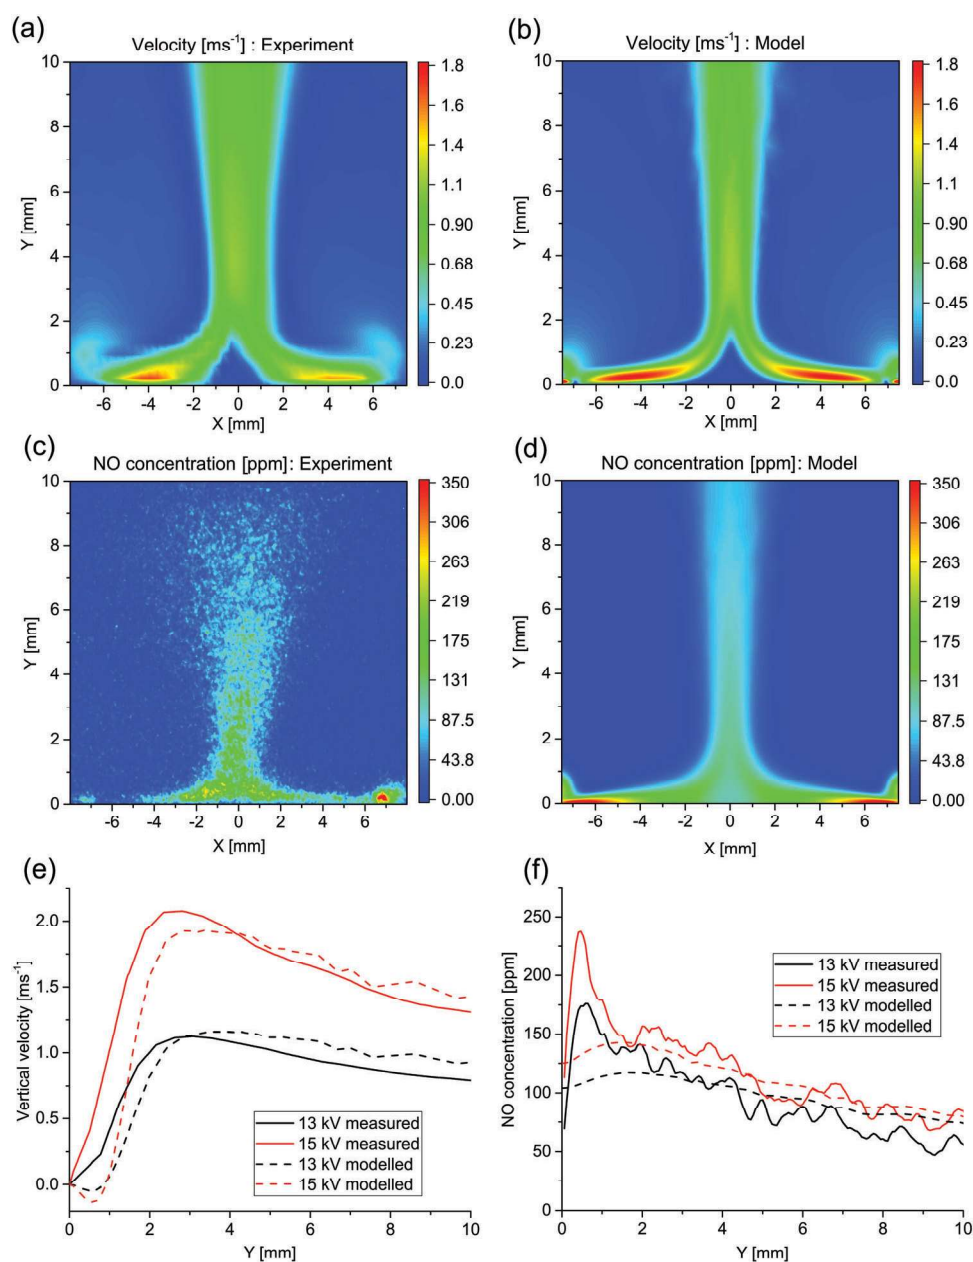 (a)
Velocity [ms⁻¹] : Experiment
10
8
6
4
2
0
Y [mm]
-6 -4 -2 0 2 4 6
X [mm]
1.8
1.6
1.4
1.1
0.90
0.68
0.45
0.23
0.0
(b)
Velocity [ms⁻¹] : Model
10
8
6
4
2
0
Y [mm]
-6 -4 -2 0 2 4 6
X [mm]
1.8
1.6
1.4
1.1
0.90
0.68
0.45
0.23
0.0
(c)
NO concentration [ppm]: Experiment
10
8
6
4
2
0
Y [mm]
-6 -4 -2 0 2 4 6
X [mm]
350
306
263
219
175
131
87.5
43.8
0.00
(d)
NO concentration [ppm]: Model
10
8
6
4
2
0
Y [mm]
-6 -4 -2 0 2 4 6
X [mm]
350
306
263
219
175
131
87.5
43.8
0.00
(e)
Vertical velocity [ms⁻¹]
2.0
1.5
1.0
0.5
0.0
13 kV measured
15 kV measured
13 kV modelled
15 kV modelled
0 2 4 6 8 10
Y [mm]
(f)
NO concentration [ppm]
250
200
150
100
50
0
13 kV measured
15 kV measured
13 kV modelled
15 kV modelled
0 2 4 6 8 10
Y [mm]